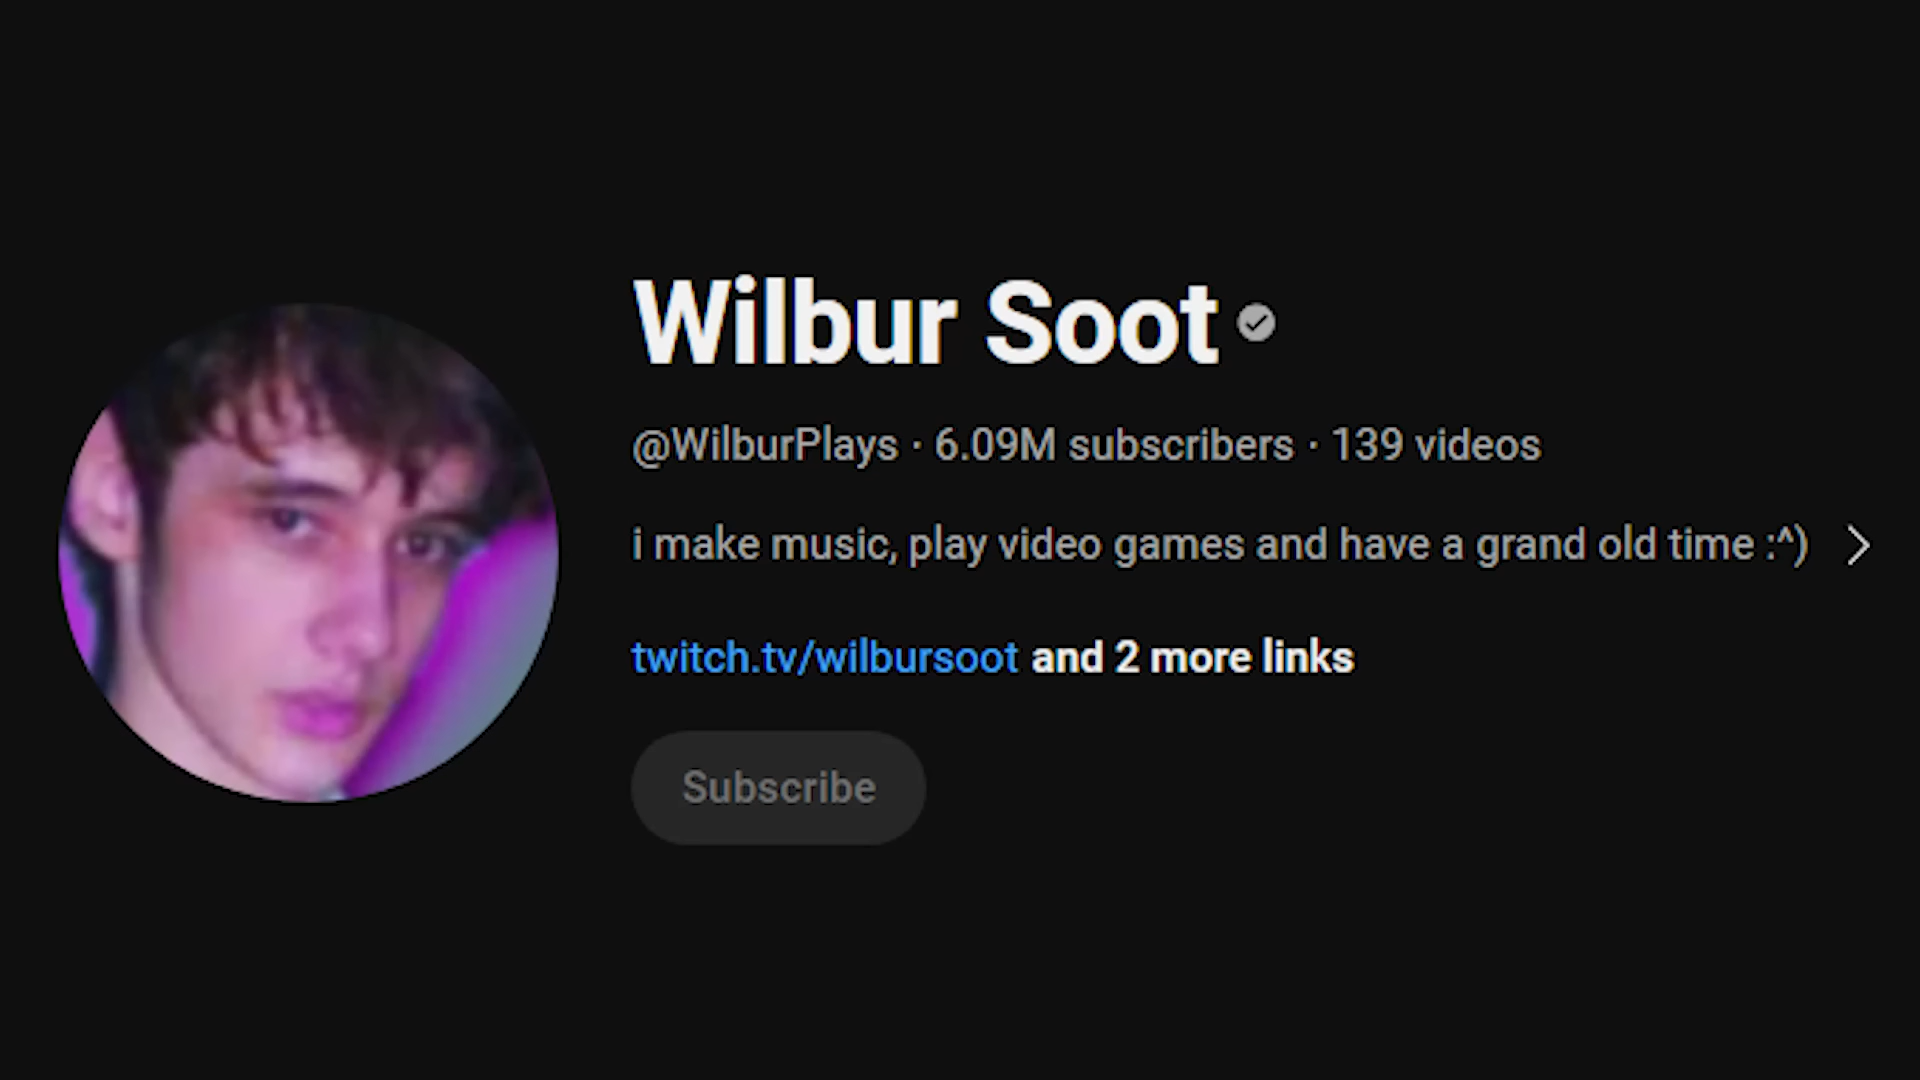 Wilbur Soot
@WilburPlays · 6.09M subscribers · 139 videos
i make music, play video games and have a grand old time :^)
twitch.tv/wilbursoot and 2 more links
Subscribe